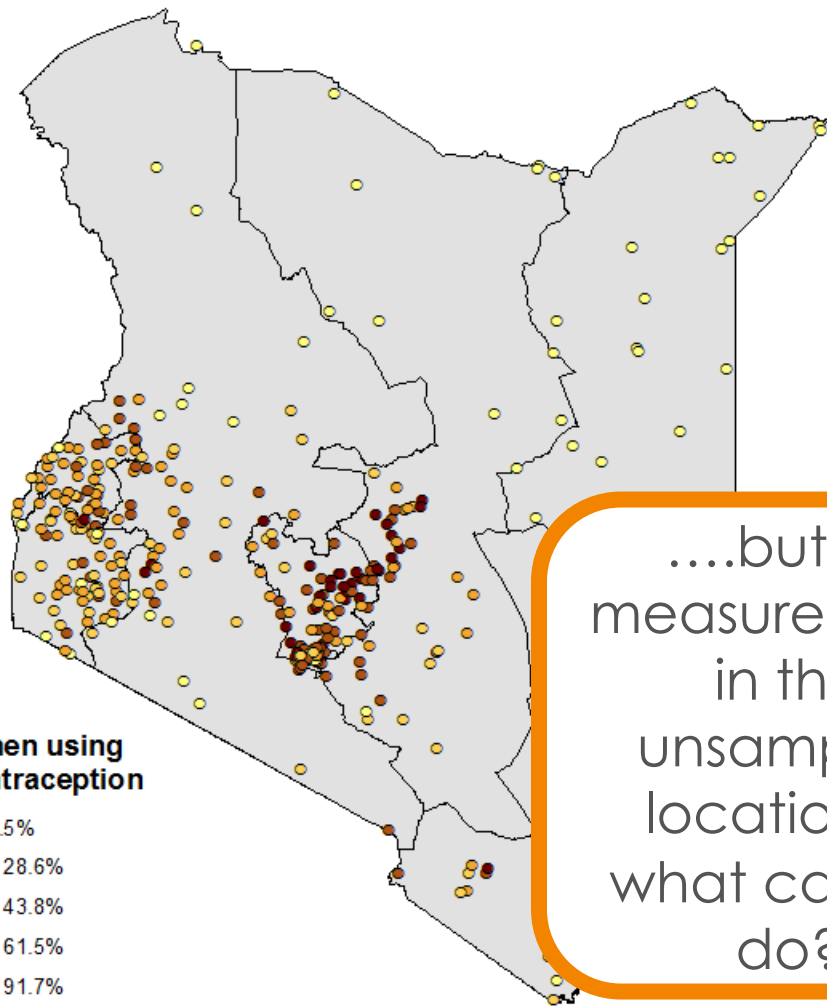 ....but
measure
in th
unsamp
locatio
what ca
do?
hen using
traception
.5%
28.6%
43.8%
61.5%
91.7%